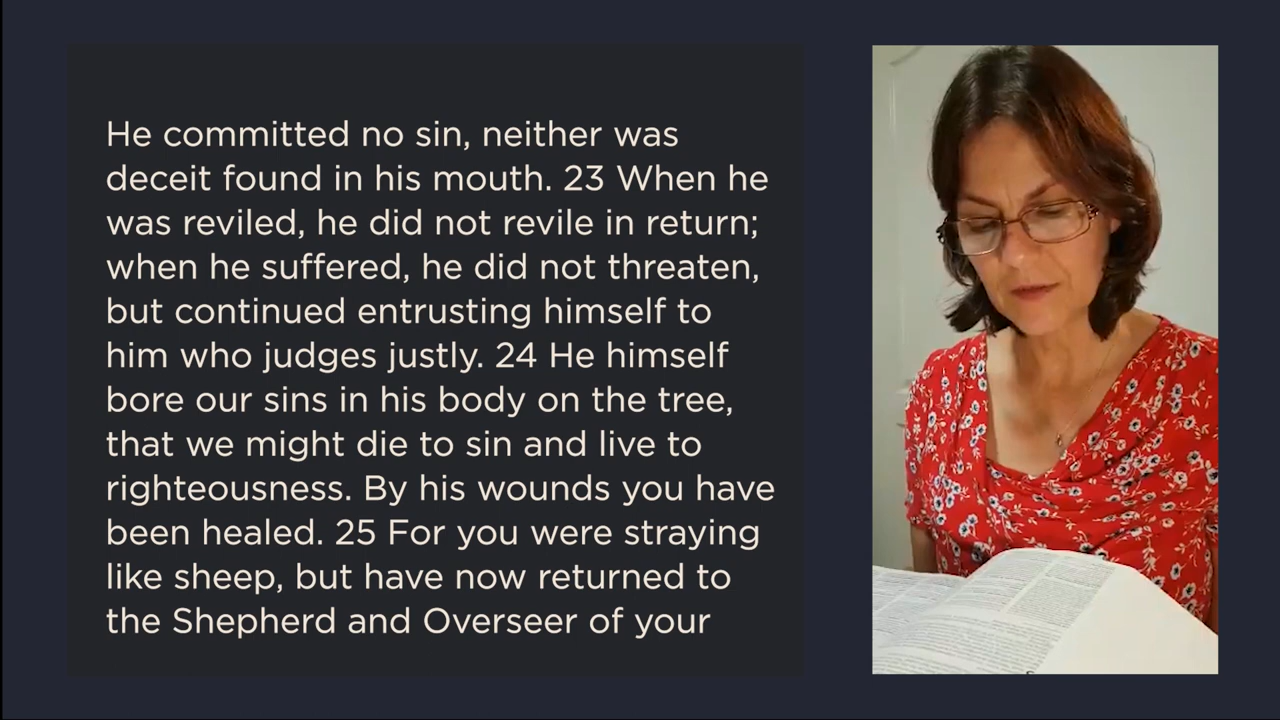 He committed no sin, neither was
deceit found in his mouth. 23 When he
was reviled, he did not revile in return;
when he suffered, he did not threaten,
but continued entrusting himself to
him who judges justly. 24 He himself
bore our sins in his body on the tree,
that we might die to sin and live to
righteousness. By his wounds you have
been healed. 25 For you were straying
like sheep, but have now returned to
the Shepherd and Overseer of your